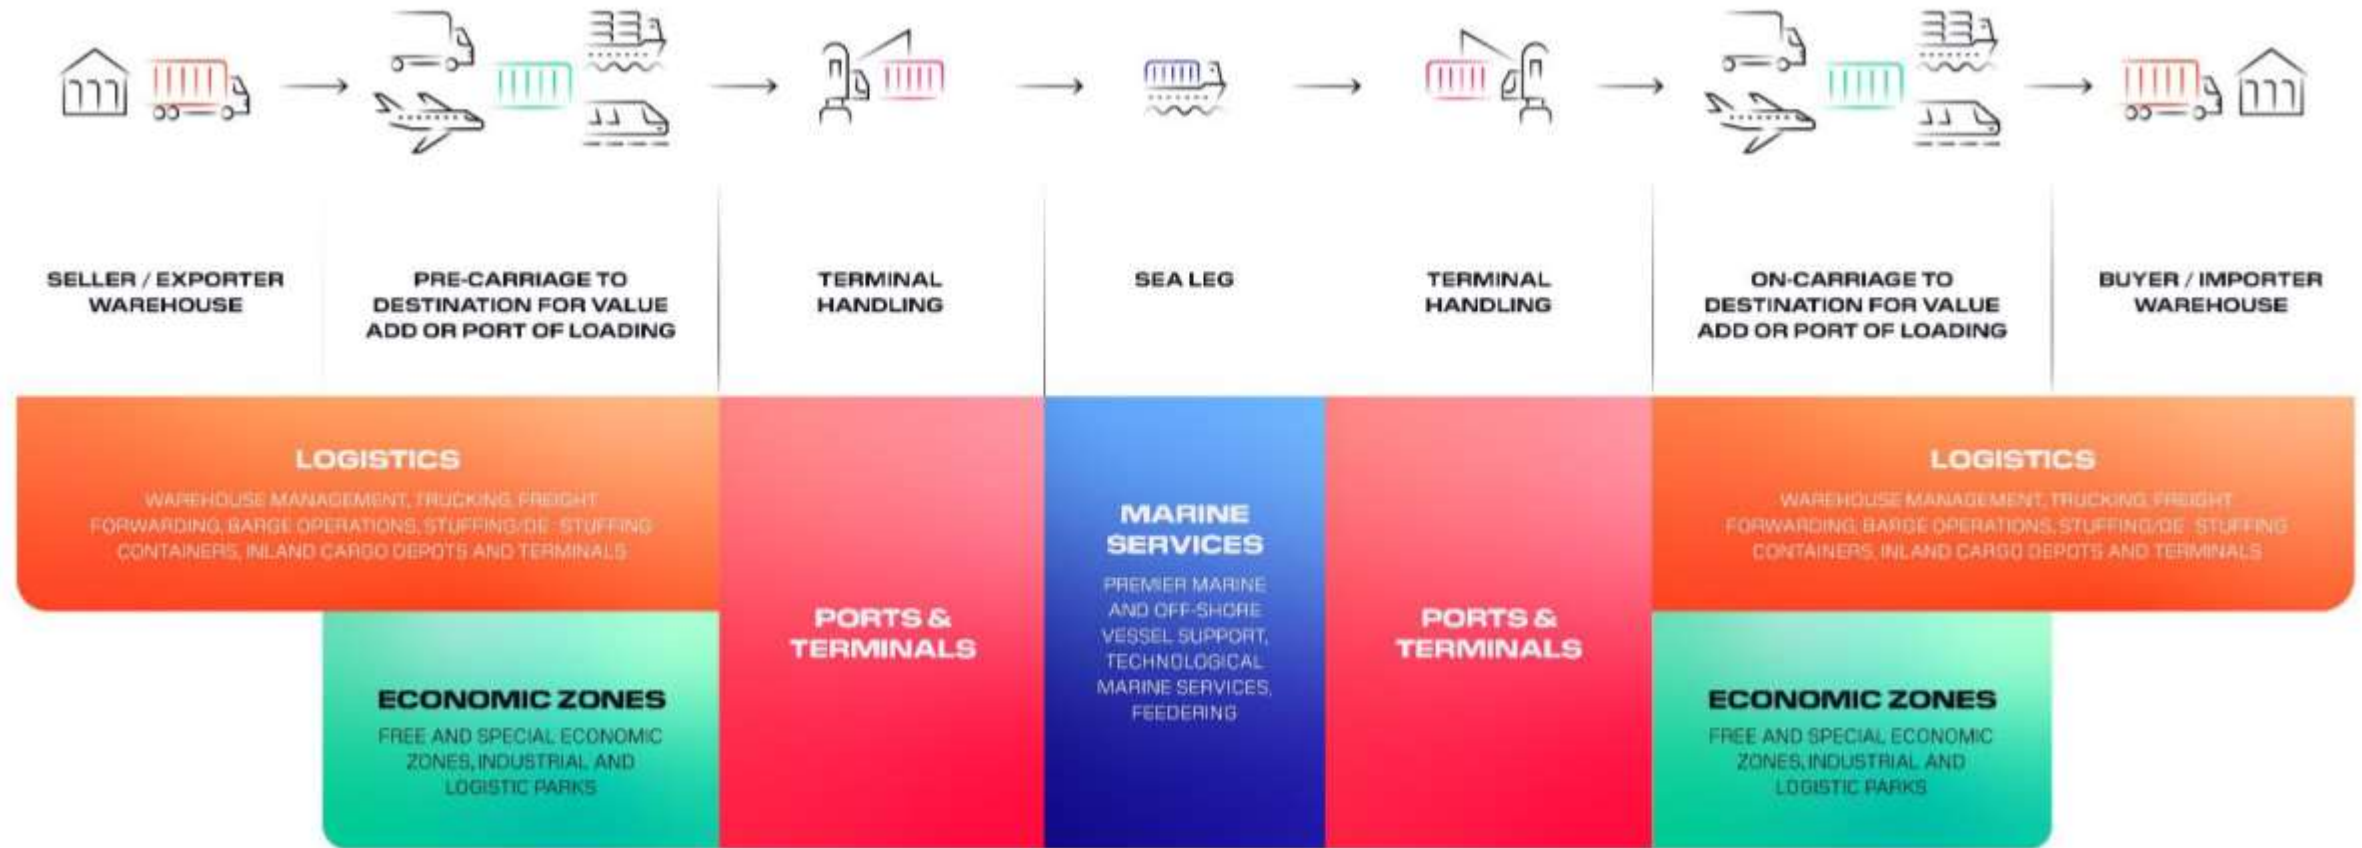 SELLER / EXPORTER
WAREHOUSE
PRE-CARRIAGE TO
DESTINATION FOR VALUE
ADD OR PORT OF LOADING
TERMINAL
HANDLING
SEA LEG
TERMINAL
HANDLING
ON-CARRIAGE TO
DESTINATION FOR VALUE
ADD OR PORT OF LOADING
BUYER / IMPORTER
WAREHOUSE
LOGISTICS
WAREHOUSE MANAGEMENT, TRUCKING, FREIGHT
FORWARDING, BARGE OPERATIONS, STUFFING/DE STUFFING
CONTAINERS, INLAND CARGO DEPOTS AND TERMINALS
ECONOMIC ZONES
FREE AND SPECIAL ECONOMIC
ZONES, INDUSTRIAL AND
LOGISTIC PARKS
PORTS &
TERMINALS
MARINE
SERVICES
PREMIER MARINE
AND OFF-SHORE
VESSEL SUPPORT,
TECHNOLOGICAL
MARINE SERVICES,
FEEDERING
PORTS &
TERMINALS
LOGISTICS
WAREHOUSE MANAGEMENT, TRUCKING, FREIGHT
FORWARDING, BARGE OPERATIONS, STUFFING/DE STUFFING
CONTAINERS, INLAND CARGO DEPOTS AND TERMINALS
ECONOMIC ZONES
FREE AND SPECIAL ECONOMIC
ZONES, INDUSTRIAL AND
LOGISTIC PARKS